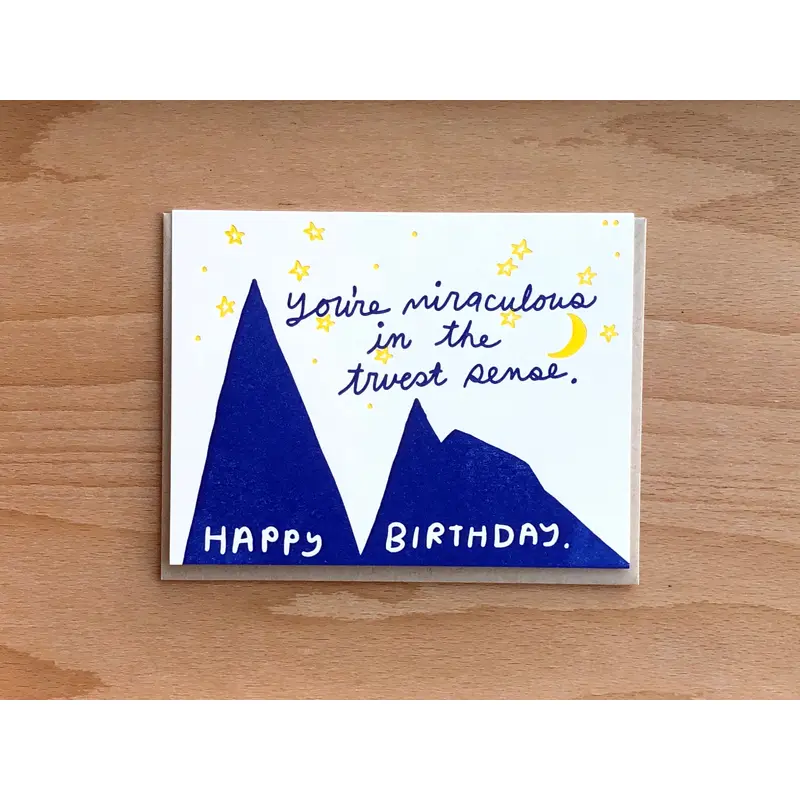 you're miraculous
in the
truest sense.
HAPPY BIRTHDAY.